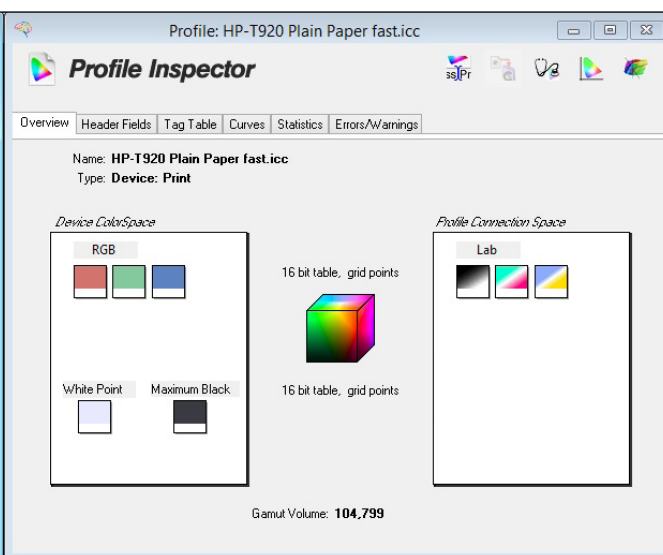 Profile: HP-T920 Plain Paper fast.icc
Profile Inspector
ss Pr
Overview Header Fields Tag Table Curves Statistics Errors/Warnings
Name: HP-T920 Plain Paper fast.icc
Type: Device: Print
Device ColorSpace
Profile Connection Space
RGB
Lab
16 bit table, grid points
White Point Maximum Black
16 bit table, grid points
Gamut Volume: 104,799